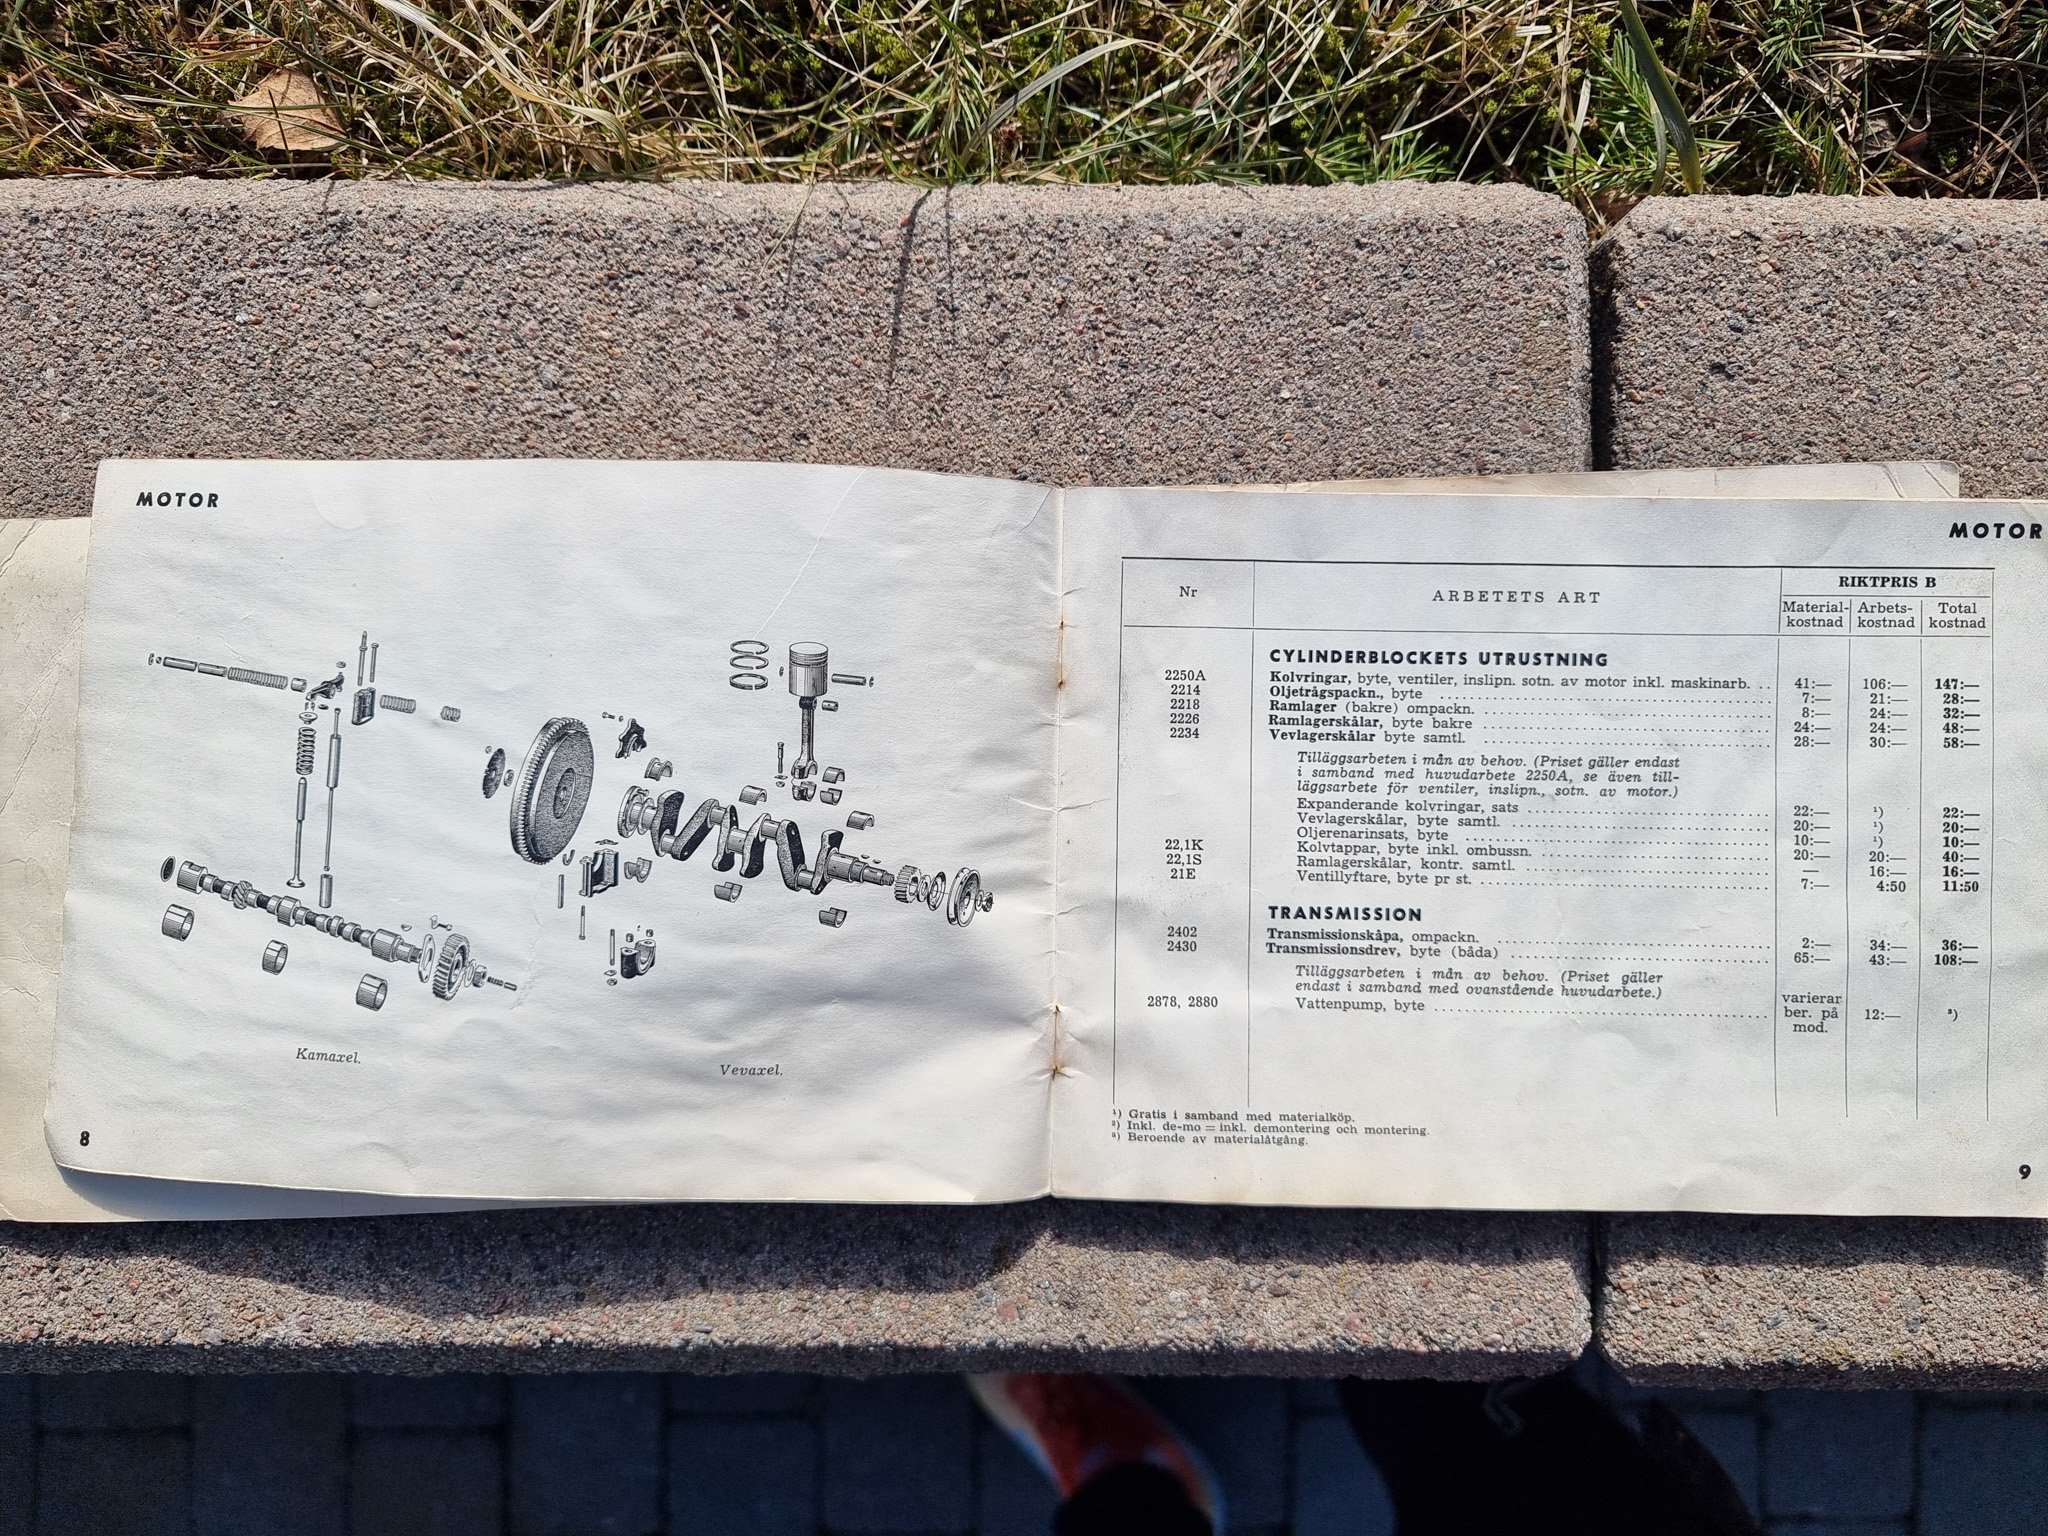 MOTOR
Kamaxel.
Vevaxel.
8
MOTOR
Nr ARBETETS ART RIKTPRIS B
Material-kostnad Arbets-kostnad Total kostnad
CYLINDERBLOCKETS UTRUSTNING
2250A Kolvringar, byte, ventiler, inslipn. sotn. av motor inkl. maskinarb. . . 41:— 106:— 147:—
2214 Oljetrågspackn., byte 7:— 21:— 28:—
2218 Ramlager (bakre) ompackn. 8:— 24:— 32:—
2226 Ramlagerskålar, byte bakre 24:— 24:— 48:—
2234 Vevlagerskålar byte samtl. 28:— 30:— 58:—
Tilläggsarbeten i mån av behov. (Priset gäller endast
i samband med huvudarbete 2250A, se även till-
läggsarbete för ventiler, inslipn., sotn. av motor.)
Expanderande kolvringar, sats 22:— ¹) 22:—
Vevlagerskålar, byte samtl. 20:— ¹) 20:—
Oljerenarinsats, byte 10:— ¹) 10:—
22,1K Kolvtappar, byte inkl. ombussn. 20:— 20:— 40:—
22,1S Ramlagerskålar, kontr. samtl. — 16:— 16:—
21E Ventillyftare, byte pr st. 7:— 4:50 11:50
TRANSMISSION
2402 Transmissionskåpa, ompackn. 2:— 34:— 36:—
2430 Transmissionsdrev, byte (båda) 65:— 43:— 108:—
Tilläggsarbeten i mån av behov. (Priset gäller
endast i samband med ovanstående huvudarbete.)
2878, 2880 Vattenpump, byte varierar ber. på mod. 12:— ³)
¹) Gratis i samband med materialköp.
²) Inkl. de-mo = inkl. demontering och montering.
³) Beroende av materialåtgång.
9